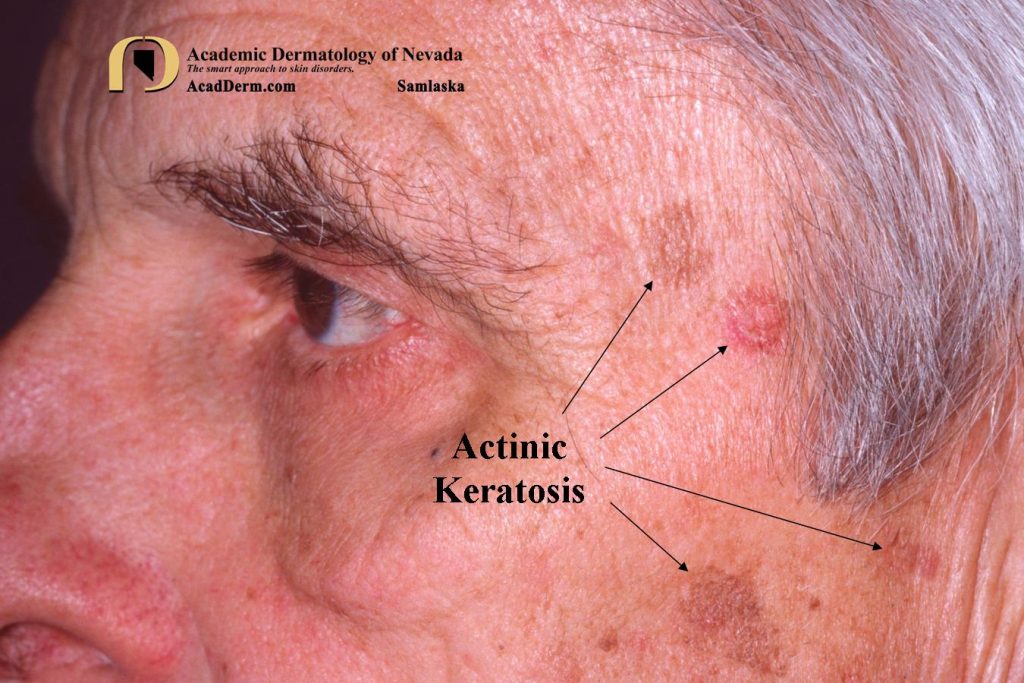 Academic Dermatology of Nevada
The smart approach to skin disorders.
AcadDerm.com Samlaska
Actinic
Keratosis